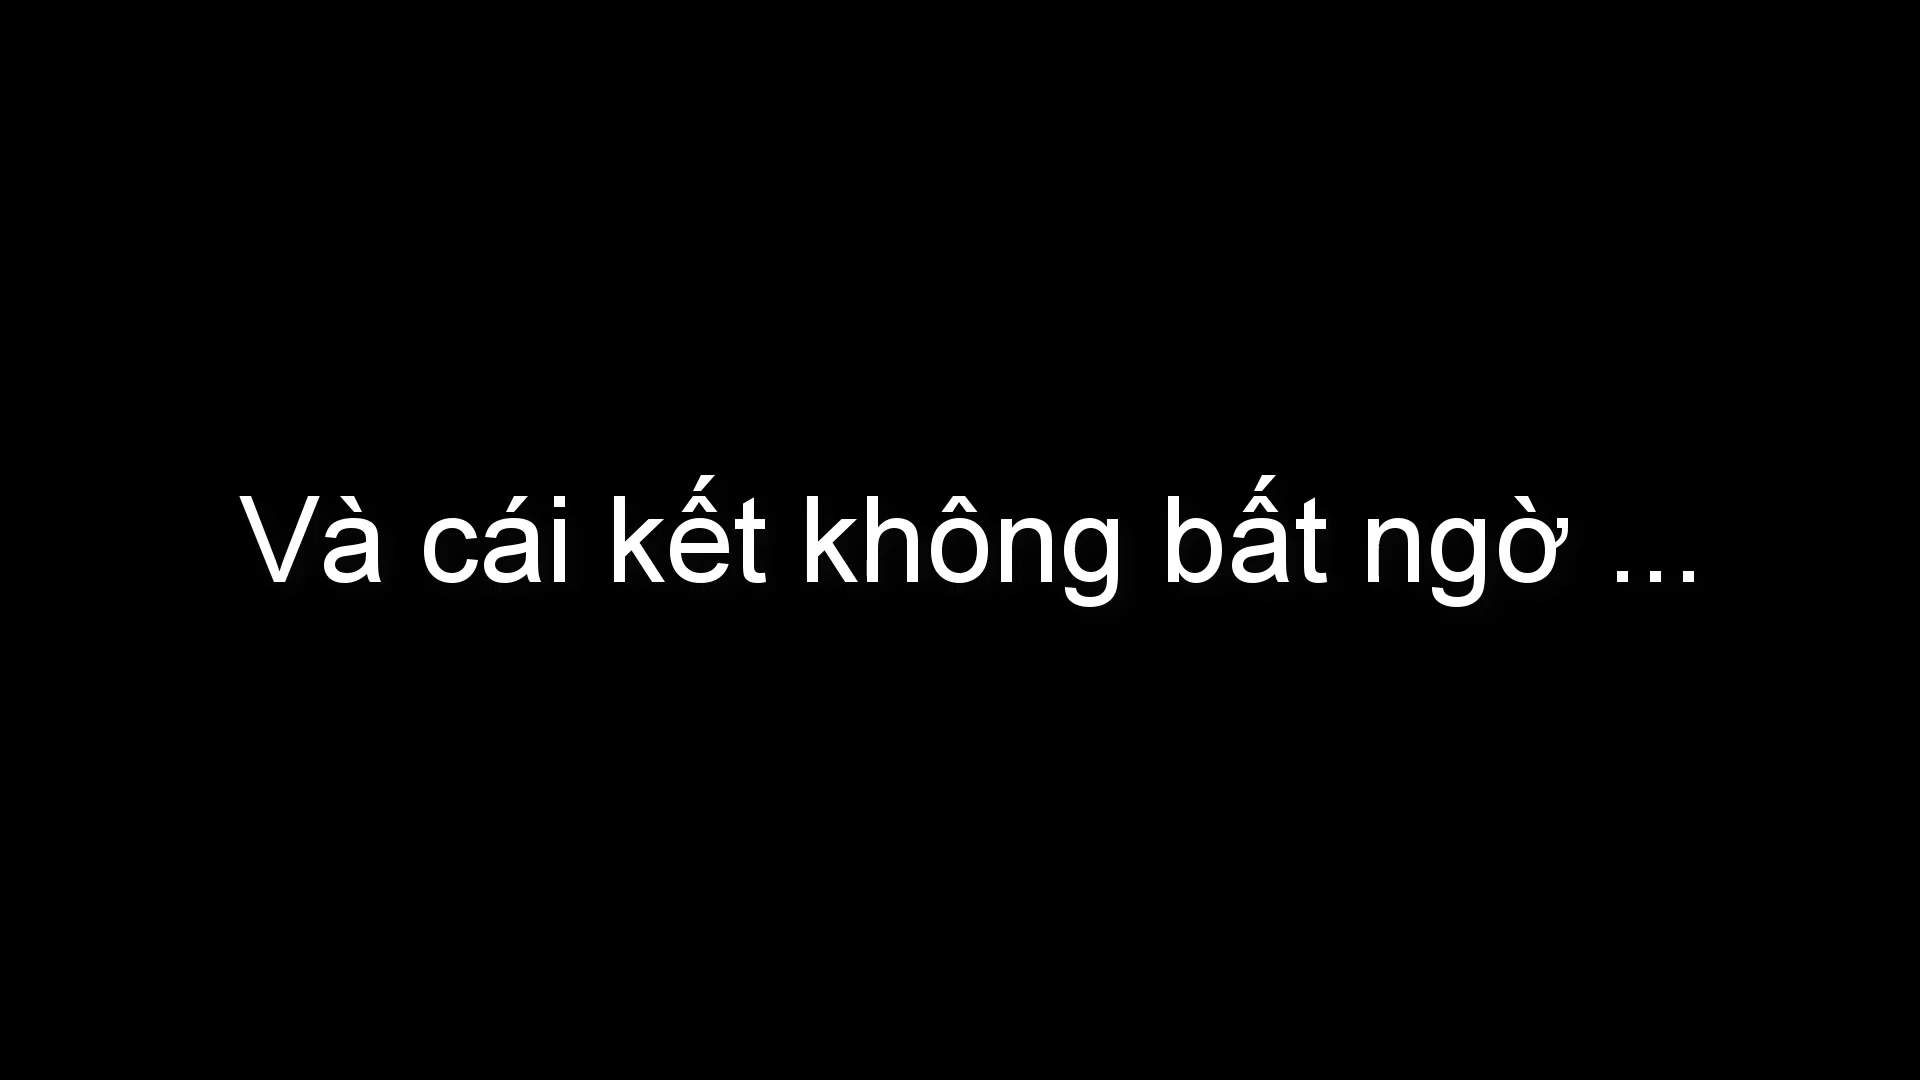 Và cái kết không bất ngờ ...